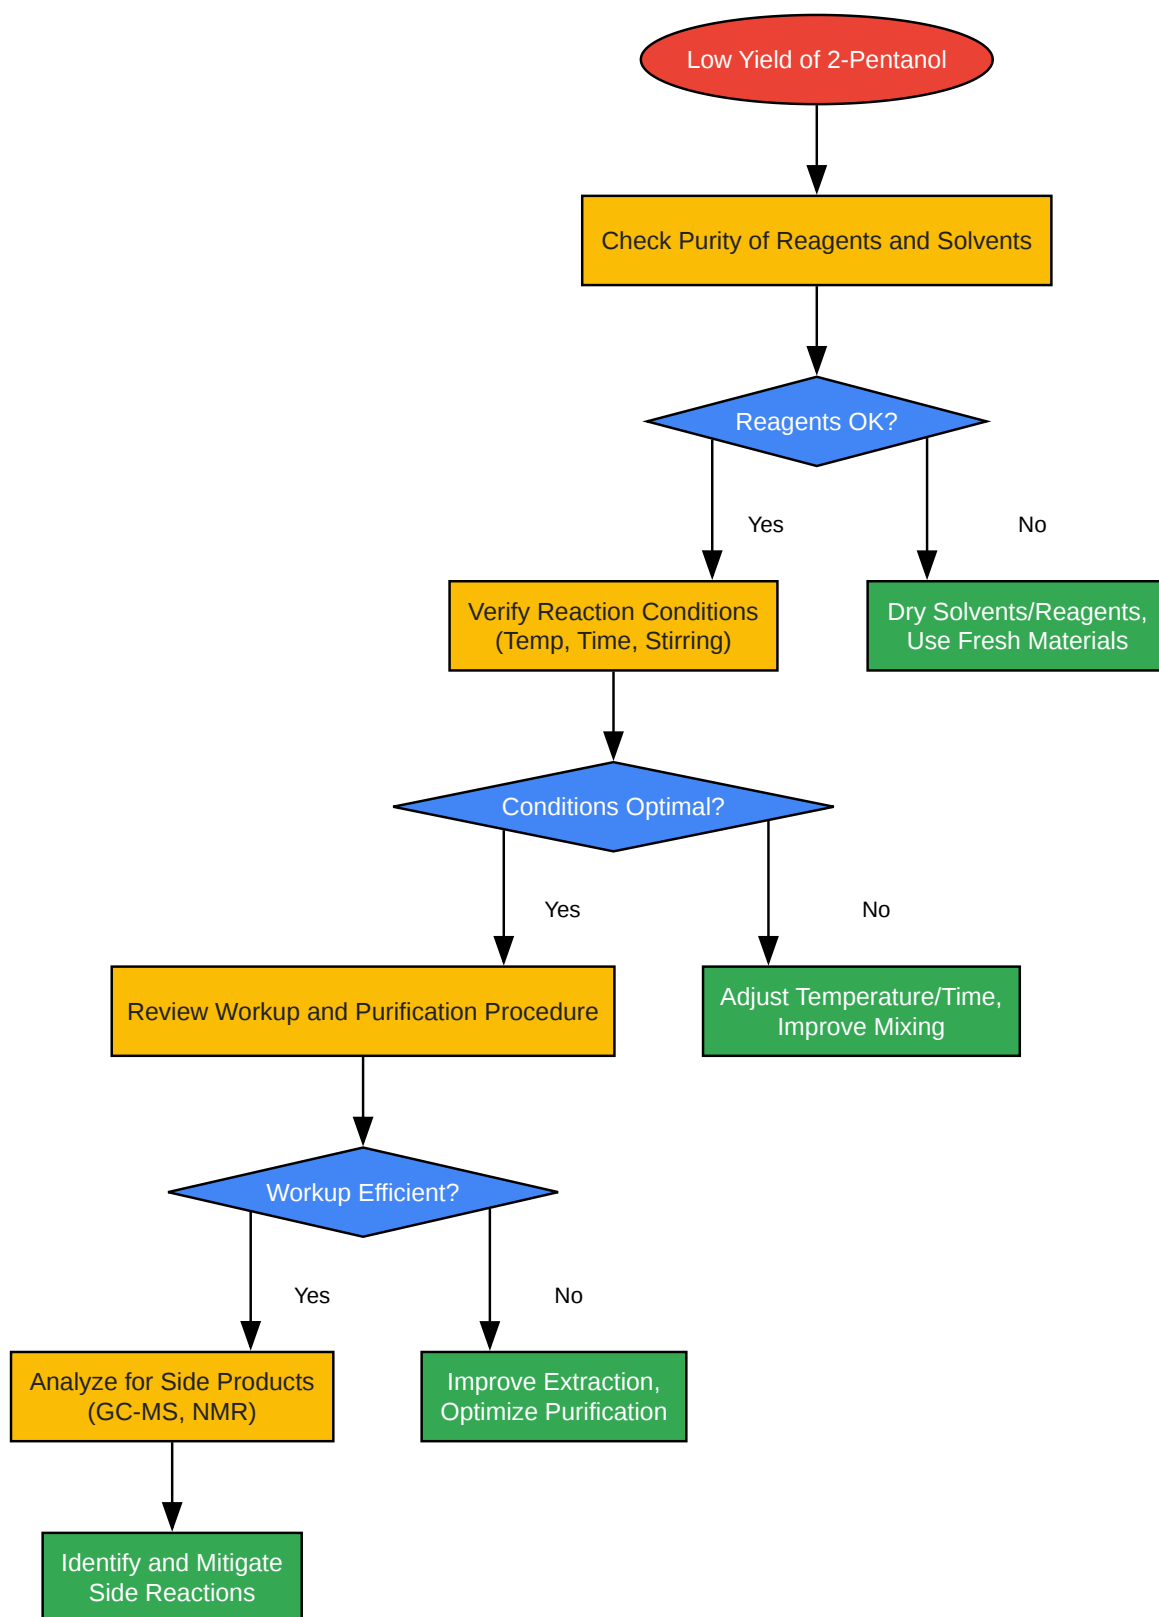 Low Yield of 2-Pentanol
Check Purity of Reagents and Solvents
Reagents OK?
Yes
No
Verify Reaction Conditions
(Temp, Time, Stirring)
Dry Solvents/Reagents,
Use Fresh Materials
Conditions Optimal?
Yes
No
Review Workup and Purification Procedure
Adjust Temperature/Time,
Improve Mixing
Workup Efficient?
Yes
No
Analyze for Side Products
(GC-MS, NMR)
Improve Extraction,
Optimize Purification
Identify and Mitigate
Side Reactions